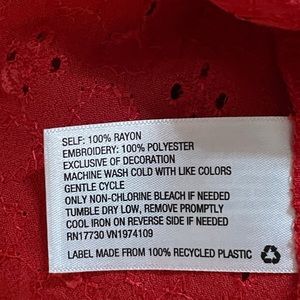 SELF: 100% RAYON
EMBROIDERY: 100% POLYESTER
EXCLUSIVE OF DECORATION
MACHINE WASH COLD WITH LIKE COLORS
GENTLE CYCLE
ONLY NON-CHLORINE BLEACH IF NEEDED
TUMBLE DRY LOW, REMOVE PROMPTLY
COOL IRON ON REVERSE SIDE IF NEEDED
RN17730 VN1974109
LABEL MADE FROM 100% RECYCLED PLASTIC